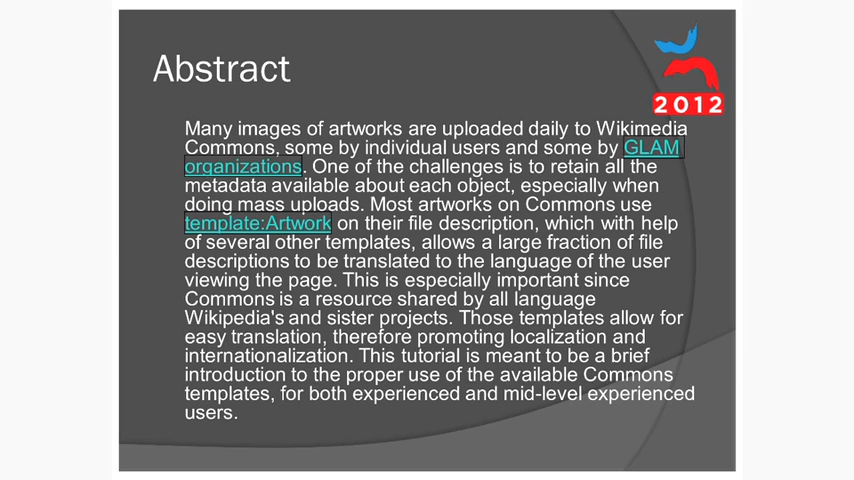 Abstract
2012
Many images of artworks are uploaded daily to Wikimedia
Commons, some by individual users and some by GLAM
organizations. One of the challenges is to retain all the
metadata available about each object, especially when
doing mass uploads. Most artworks on Commons use
template:Artwork on their file description, which with help
of several other templates, allows a large fraction of file
descriptions to be translated to the language of the user
viewing the page. This is especially important since
Commons is a resource shared by all language
Wikipedia's and sister projects. Those templates allow for
easy translation, therefore promoting localization and
internationalization. This tutorial is meant to be a brief
introduction to the proper use of the available Commons
templates, for both experienced and mid-level experienced
users.